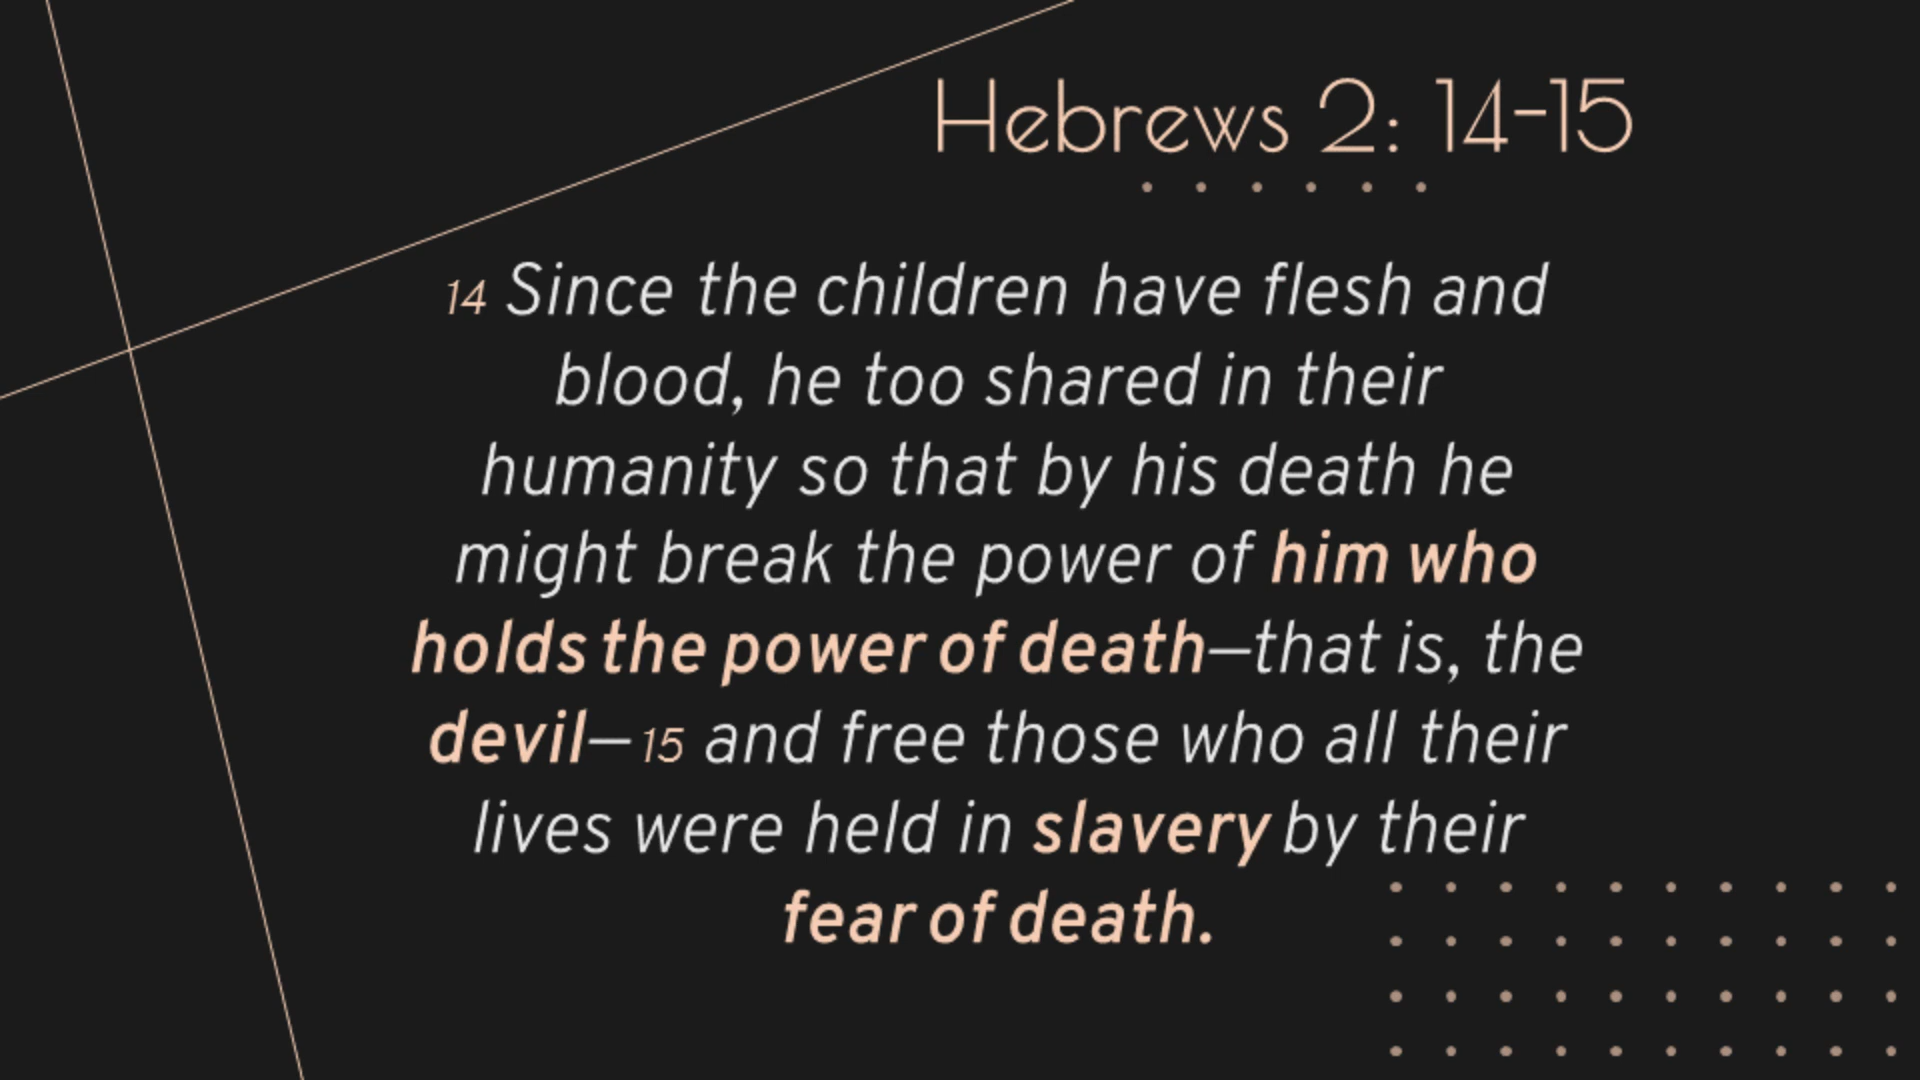 Hebrews 2: 14-15
14 Since the children have flesh and
blood, he too shared in their
humanity so that by his death he
might break the power of him who
holds the power of death—that is, the
devil—15 and free those who all their
lives were held in slavery by their
fear of death.